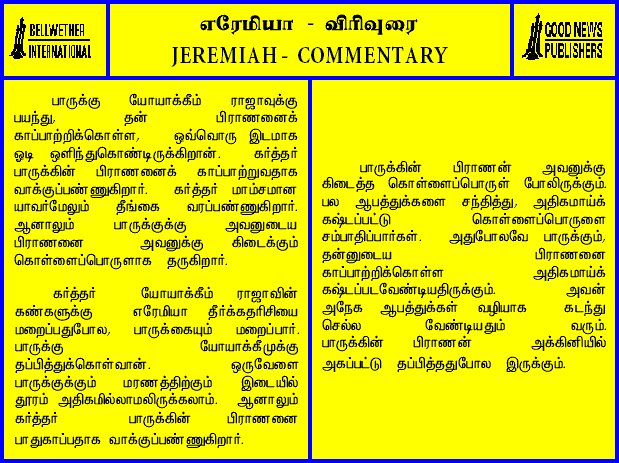 BELLWETHER
INTERNATIONAL
எரேமியா - விரிவுரை
JEREMIAH - COMMENTARY
GOOD NEWS
PUBLISHERS
பாருக்கு யோயாக்கீம் ராஜாவுக்கு
பயந்து, தன் பிராணனைக்
காப்பாற்றிக்கொள்ள, ஒவ்வொரு இடமாக
ஓடி ஒளிந்துகொண்டிருக்கிறான். கர்த்தர்
பாருக்கின் பிராணனைக் காப்பாற்றுவதாக
வாக்குப்பண்ணுகிறார். கர்த்தர் மாம்சமான
யாவர்மேலும் தீங்கை வரப்பண்ணுகிறார்.
ஆனாலும் பாருக்குக்கு அவனுடைய
பிராணனை அவனுக்கு கிடைக்கும்
கொள்ளைப்பொருளாக தருகிறார்.
கர்த்தர் யோயாக்கீம் ராஜாவின்
கண்களுக்கு எரேமியா தீர்க்கதரிசியை
மறைப்பதுபோல, பாருக்கையும் மறைப்பார்.
பாருக்கு யோயாக்கீமுக்கு
தப்பித்துக்கொள்வான். ஒருவேளை
பாருக்குக்கும் மரணத்திற்கும் இடையில்
தூரம் அதிகமில்லாமலிருக்கலாம். ஆனாலும்
கர்த்தர் பாருக்கின் பிராணனை
பாதுகாப்பதாக வாக்குப்பண்ணுகிறார்.
பாருக்கின் பிராணன் அவனுக்கு
கிடைத்த கொள்ளைப்பொருள் போலிருக்கும்.
பல ஆபத்துக்களை சந்தித்து, அதிகமாய்க்
கஷ்டப்பட்டு கொள்ளைப்பொருளை
சம்பாதிப்பார்கள். அதுபோலவே பாருக்கும்,
தன்னுடைய பிராணனை
காப்பாற்றிக்கொள்ள அதிகமாய்க்
கஷ்டப்படவேண்டியதிருக்கும். அவன்
அநேக ஆபத்துக்கள் வழியாக கடந்து
செல்ல வேண்டியதும் வரும்.
பாருக்கின் பிராணன் அக்கினியில்
அகப்பட்டு தப்பித்ததுபோல இருக்கும்.